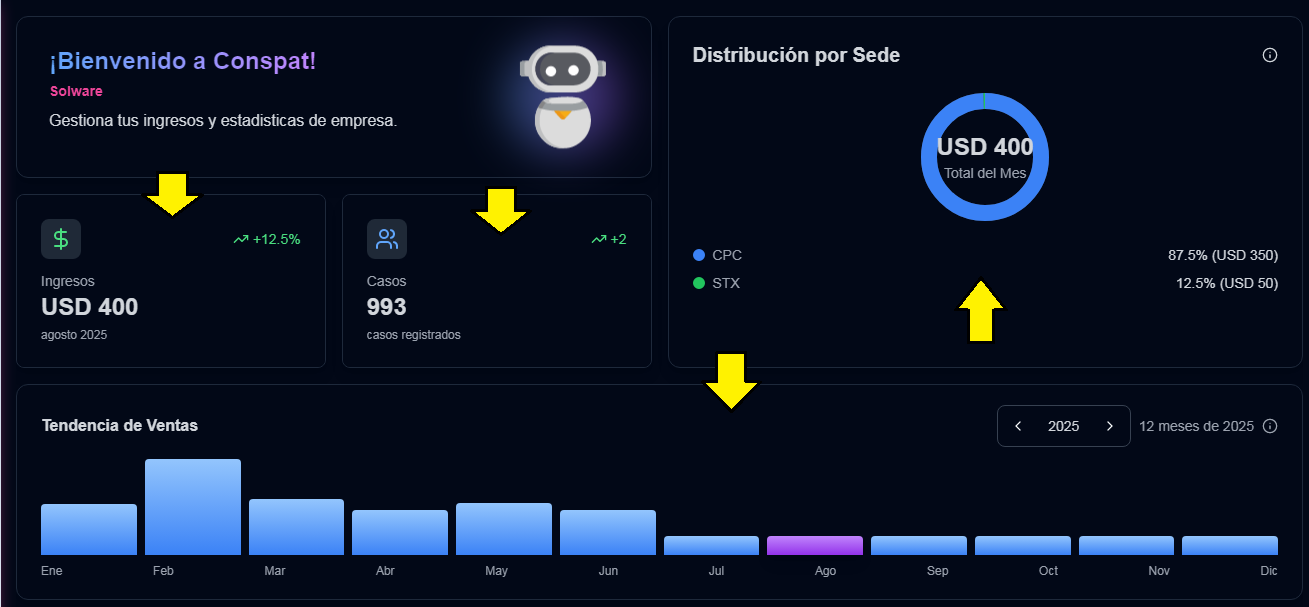 ¡Bienvenido a Conspat!
Solware
Gestiona tus ingresos y estadisticas de empresa.
Distribución por Sede
USD 400
Total del Mes
CPC 87.5% (USD 350)
STX 12.5% (USD 50)
$ +12.5%
Ingresos
USD 400
agosto 2025
+2
Casos
993
casos registrados
Tendencia de Ventas
2025 12 meses de 2025
Ene Feb Mar Abr May Jun Jul Ago Sep Oct Nov Dic